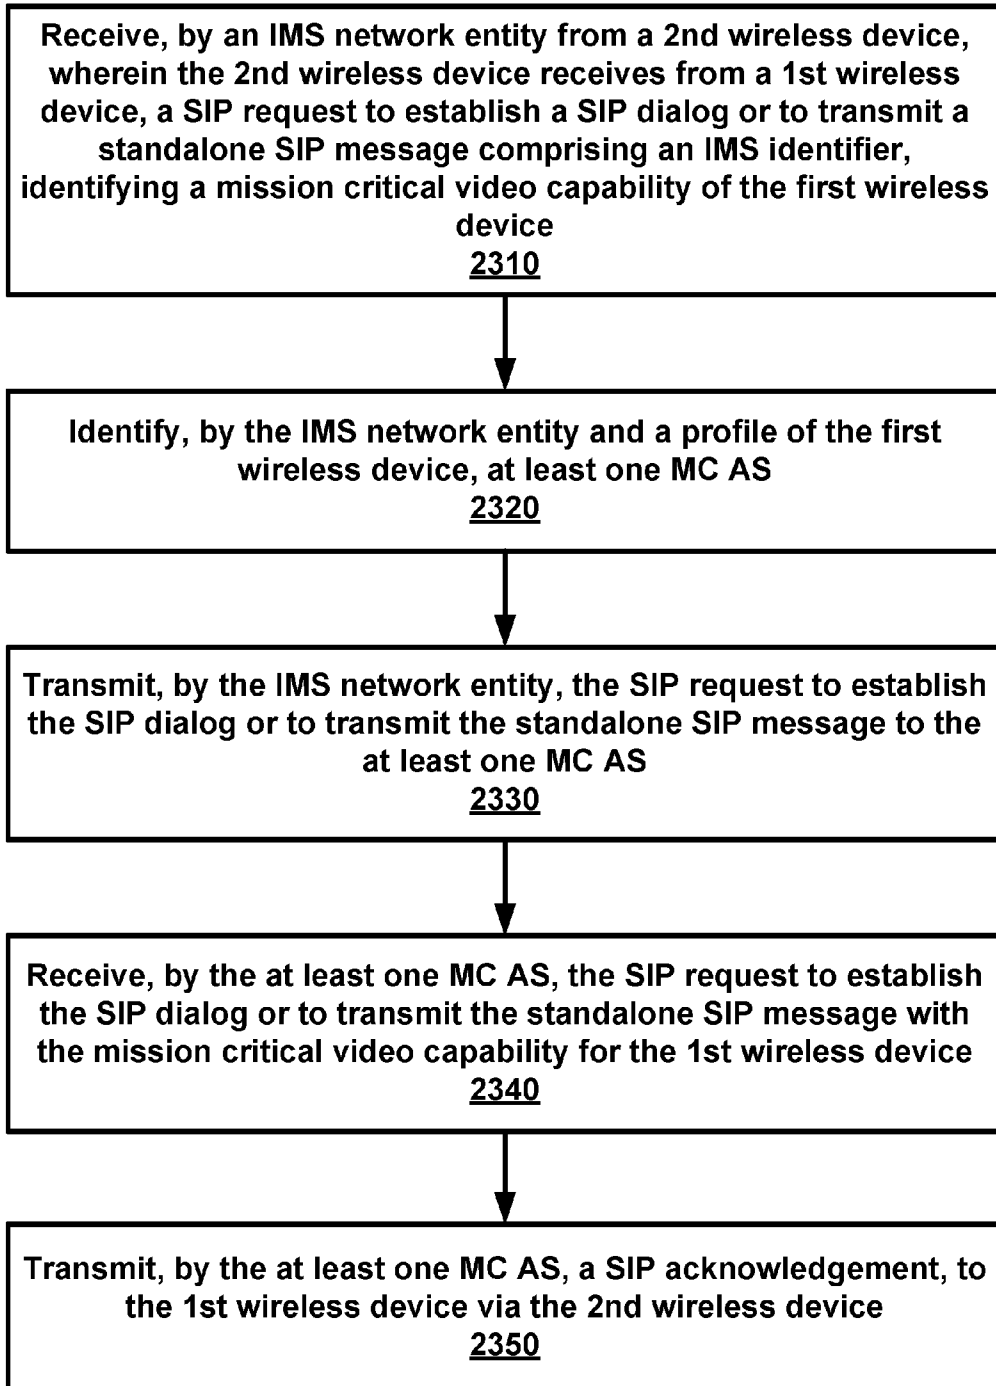 Receive, by an IMS network entity from a 2nd wireless device,
wherein the 2nd wireless device receives from a 1st wireless
device, a SIP request to establish a SIP dialog or to transmit a
standalone SIP message comprising an IMS identifier,
identifying a mission critical video capability of the first wireless
device
2310
Identify, by the IMS network entity and a profile of the first
wireless device, at least one MC AS
2320
Transmit, by the IMS network entity, the SIP request to establish
the SIP dialog or to transmit the standalone SIP message to the
at least one MC AS
2330
Receive, by the at least one MC AS, the SIP request to establish
the SIP dialog or to transmit the standalone SIP message with
the mission critical video capability for the 1st wireless device
2340
Transmit, by the at least one MC AS, a SIP acknowledgement, to
the 1st wireless device via the 2nd wireless device
2350